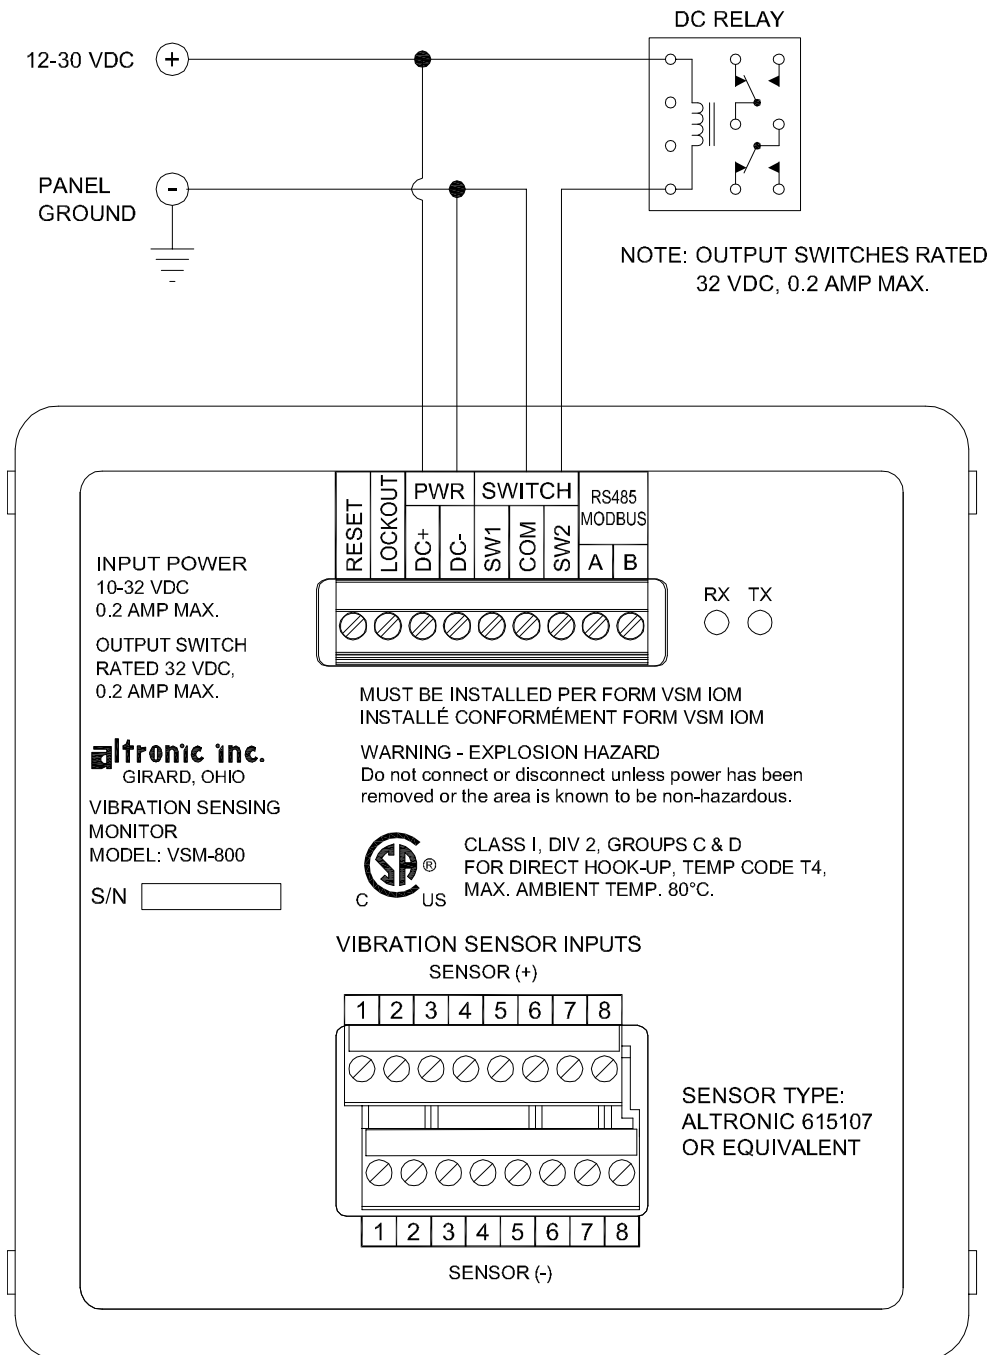 DC RELAY
12-30 VDC
+
PANEL
GROUND
-
NOTE: OUTPUT SWITCHES RATED
32 VDC, 0.2 AMP MAX.
RESET
LOCKOUT
PWR
DC+
DC-
SWITCH
SW1
COM
SW2
RS485
MODBUS
A B
INPUT POWER
10-32 VDC
0.2 AMP MAX.
OUTPUT SWITCH
RATED 32 VDC,
0.2 AMP MAX.
RX TX
MUST BE INSTALLED PER FORM VSM IOM
INSTALLÉ CONFORMÉMENT FORM VSM IOM
altronic inc.
GIRARD, OHIO
WARNING - EXPLOSION HAZARD
Do not connect or disconnect unless power has been
removed or the area is known to be non-hazardous.
VIBRATION SENSING
MONITOR
MODEL: VSM-800
S/N
C SA ® US
CLASS I, DIV 2, GROUPS C & D
FOR DIRECT HOOK-UP, TEMP CODE T4,
MAX. AMBIENT TEMP. 80°C.
VIBRATION SENSOR INPUTS
SENSOR (+)
1 2 3 4 5 6 7 8
SENSOR TYPE:
ALTRONIC 615107
OR EQUIVALENT
1 2 3 4 5 6 7 8
SENSOR (-)